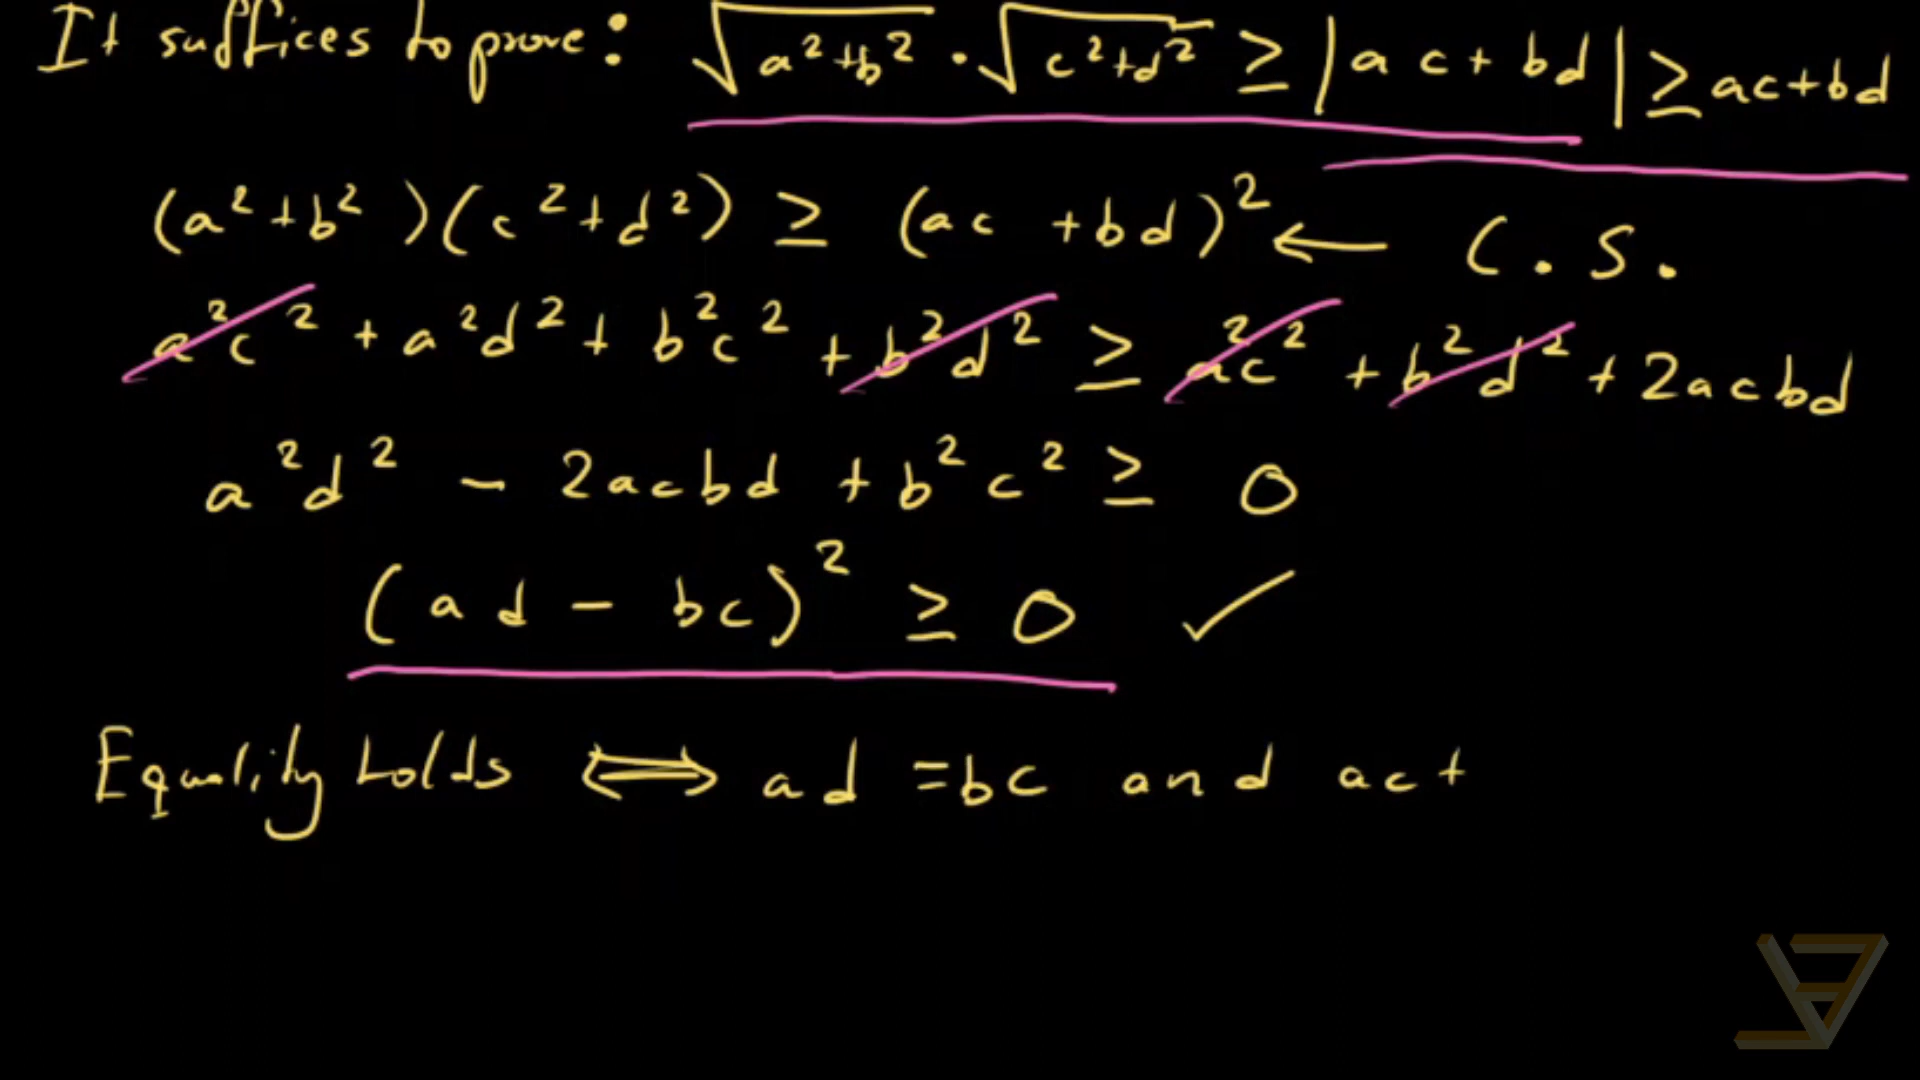 It suffices to prove: √(a²+b²) · √(c²+d²) ≥ |ac + bd| ≥ ac+bd
(a²+b²)(c²+d²) ≥ (ac +bd)² ← C.S.
a²c² + a²d² + b²c² + b²d² ≥ a²c² + b²d² + 2acbd
a²d² - 2acbd + b²c² ≥ 0
(ad - bc)² ≥ 0 ✓
Equality holds ⟺ ad =bc and ac+